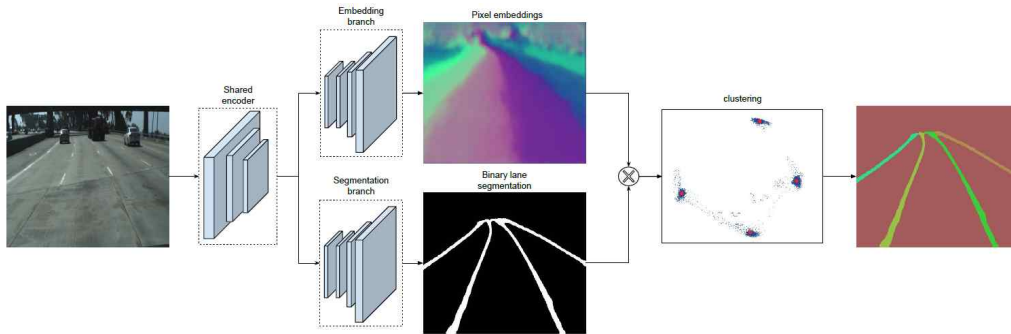 Embedding
branch
Pixel embeddings
Shared
encoder
clustering
Segmentation
branch
Binary lane
segmentation